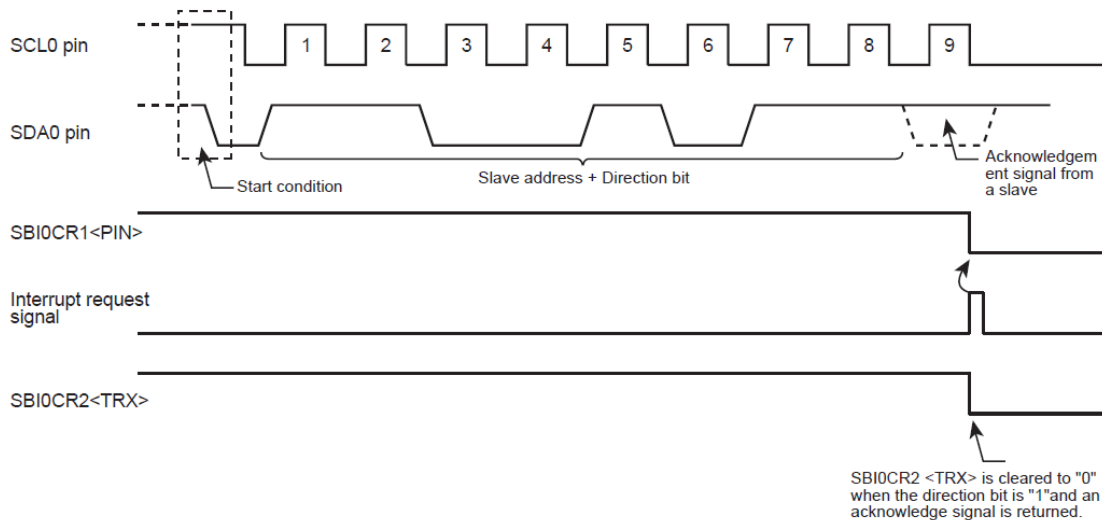 SCL0 pin
1 2 3 4 5 6 7 8 9
SDA0 pin
Start condition
Slave address + Direction bit
Acknowledgem
ent signal from
a slave
SBI0CR1<PIN>
Interrupt request
signal
SBI0CR2<TRX>
SBI0CR2 <TRX> is cleared to "0"
when the direction bit is "1"and an
acknowledge signal is returned.